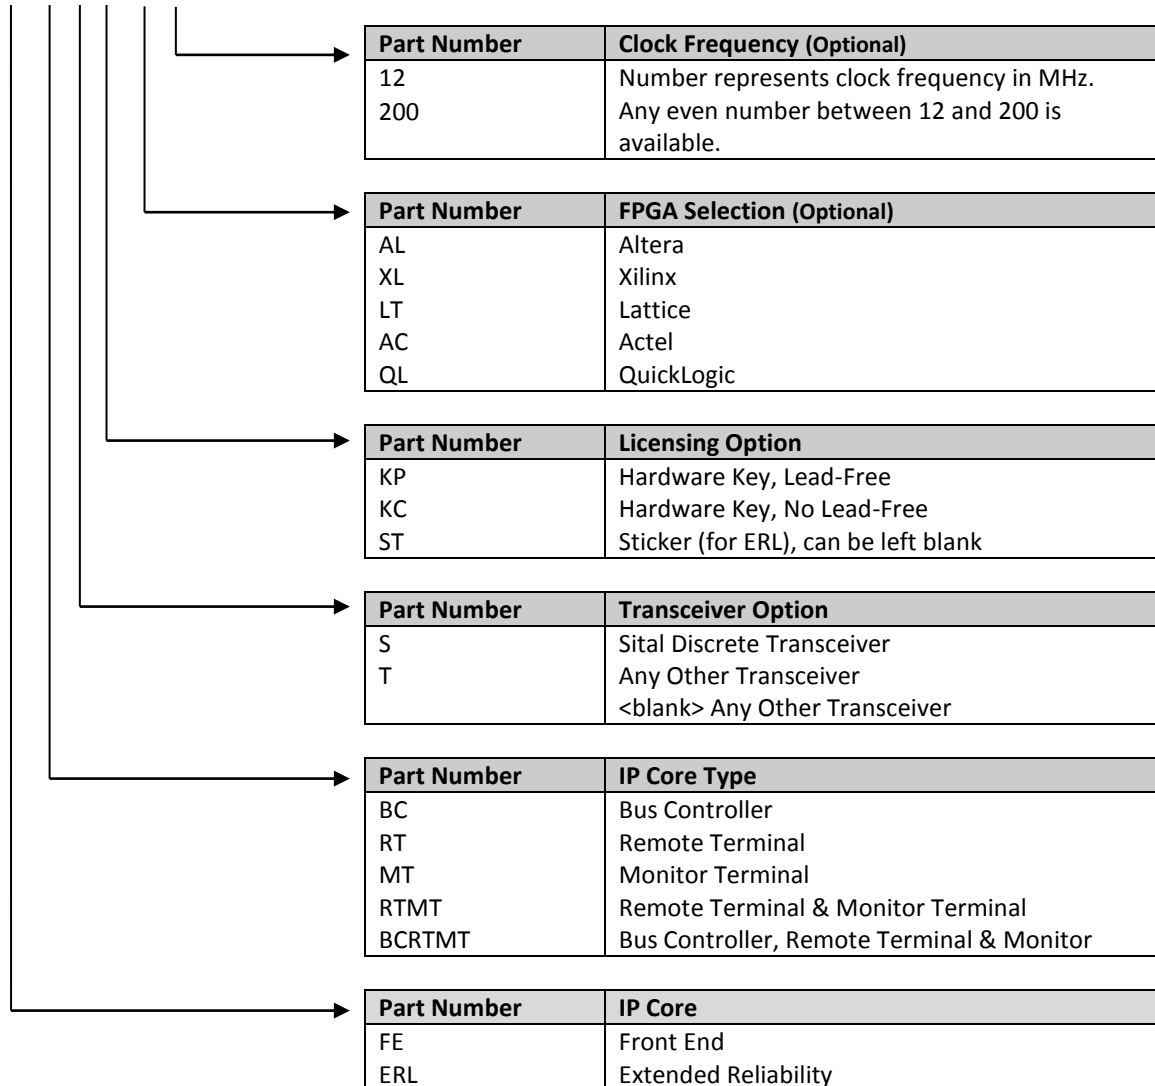 Part Number Clock Frequency (Optional)
12 Number represents clock frequency in MHz.
200 Any even number between 12 and 200 is
available.
Part Number FPGA Selection (Optional)
AL Altera
XL Xilinx
LT Lattice
AC Actel
QL QuickLogic
Part Number Licensing Option
KP Hardware Key, Lead-Free
KC Hardware Key, No Lead-Free
ST Sticker (for ERL), can be left blank
Part Number Transceiver Option
S Sital Discrete Transceiver
T Any Other Transceiver
<blank> Any Other Transceiver
Part Number IP Core Type
BC Bus Controller
RT Remote Terminal
MT Monitor Terminal
RTMT Remote Terminal & Monitor Terminal
BCRTMT Bus Controller, Remote Terminal & Monitor
Part Number IP Core
FE Front End
ERL Extended Reliability